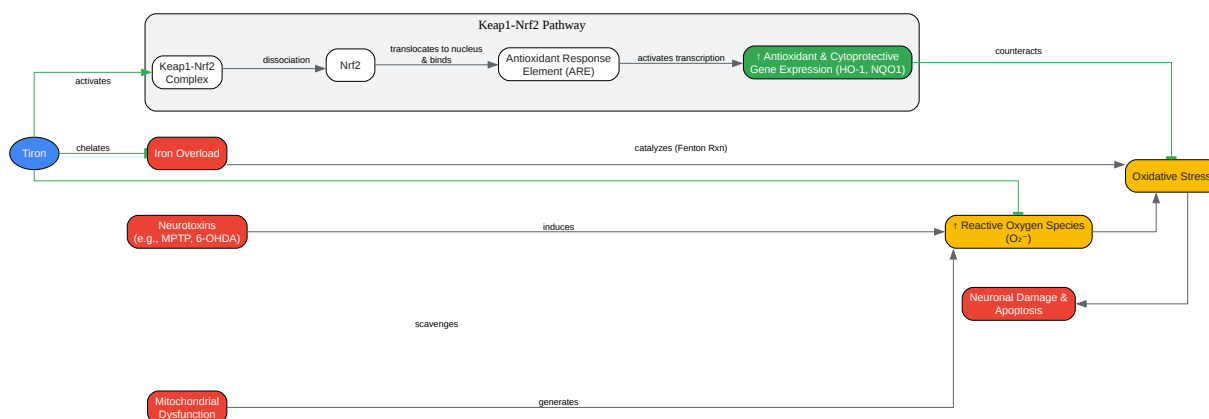 Keap1-Nrf2 Pathway
Keap1-Nrf2
Complex
dissociation
Nrf2
translocates to nucleus
& binds
Antioxidant Response
Element (ARE)
activates transcription
↑ Antioxidant & Cytoprotective
Gene Expression (HO-1, NQO1)
counteracts
activates
Tiron
chelates
Iron Overload
catalyzes (Fenton Rxn)
Oxidative Stress
Neurotoxins
(e.g., MPTP, 6-OHDA)
induces
↑ Reactive Oxygen Species
(O₂⁻)
Neuronal Damage &
Apoptosis
scavenges
Mitochondrial
Dysfunction
generates